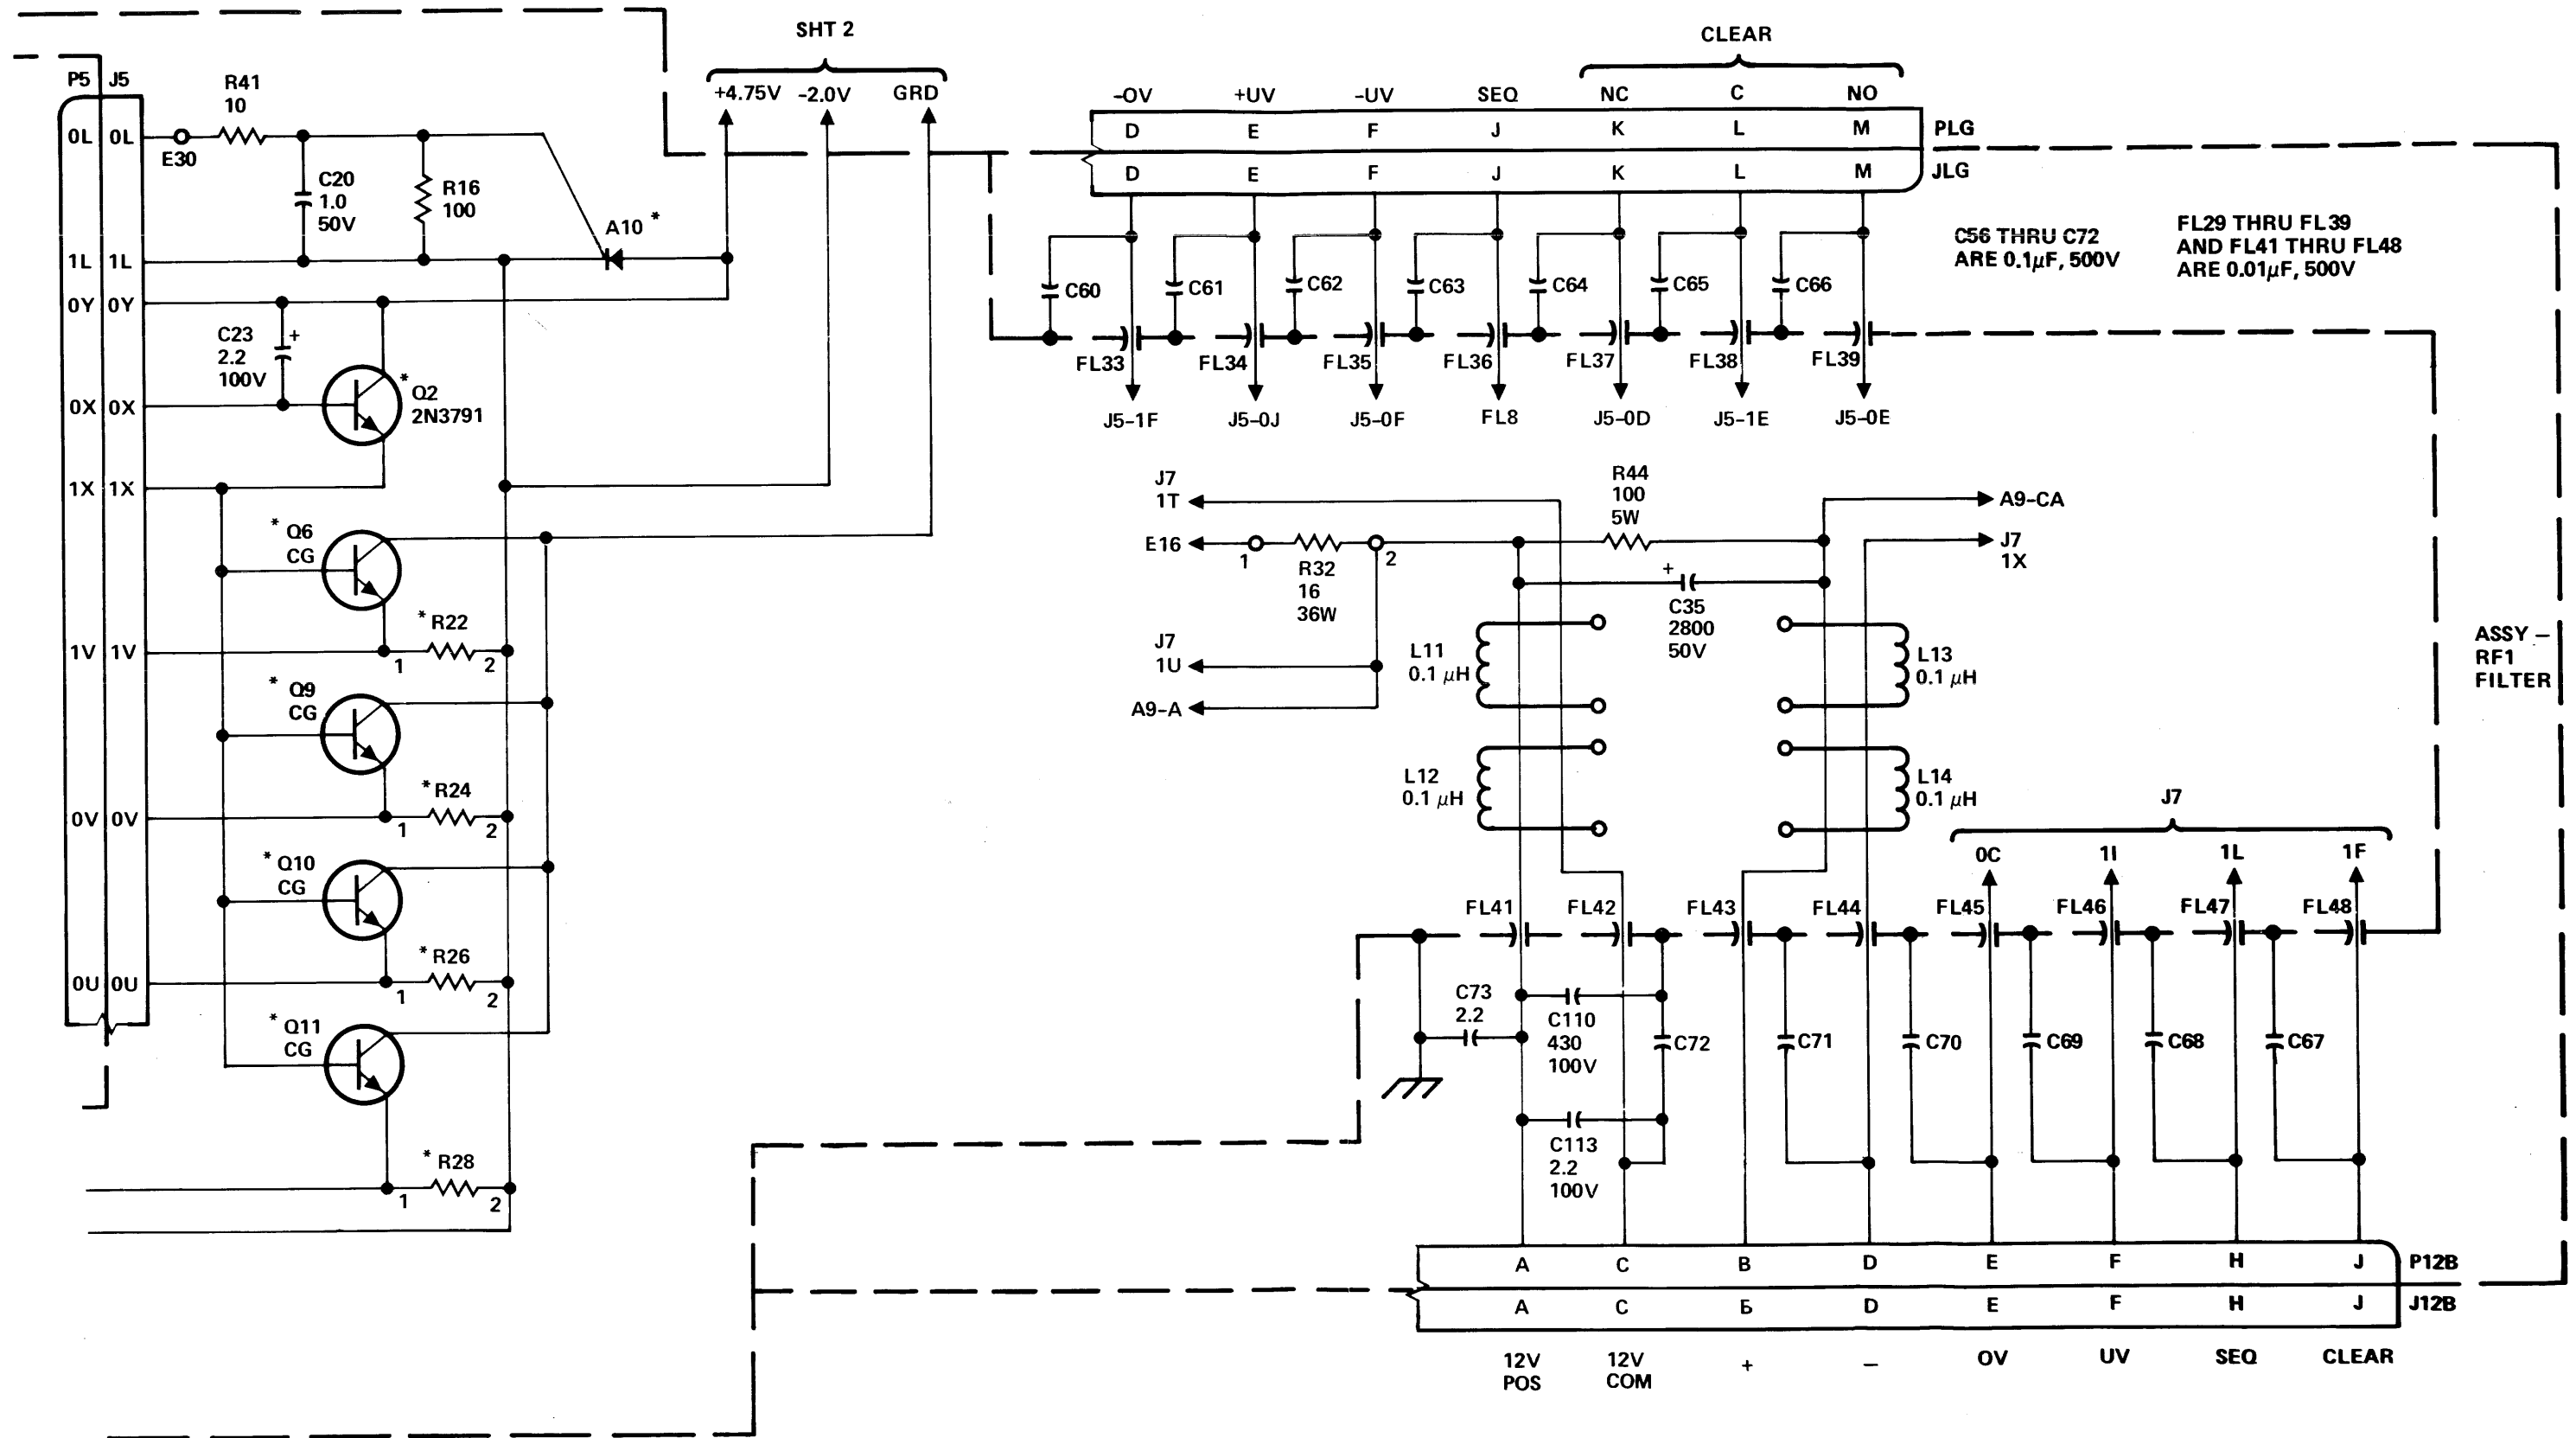 SHT 2
+4.75V -2.0V GRD
P5 J5
R41
10
0L 0L
E30
C20
1.0
50V
R16
100
A10 *
1L 1L
0Y 0Y
C23
2.2
100V
+
* Q2
2N3791
0X 0X
1X 1X
* Q6
CG
* R22
1V 1V
1 2
* Q9
CG
* R24
0V 0V
1 2
* Q10
CG
* R26
0U 0U
1 2
* Q11
CG
* R28
1 2
CLEAR
-OV +UV -UV SEQ NC C NO
D E F J K L M PLG
D E F J K L M JLG
C56 THRU C72
ARE 0.1µF, 500V
FL29 THRU FL39
AND FL41 THRU FL48
ARE 0.01µF, 500V
C60 C61 C62 C63 C64 C65 C66
FL33 FL34 FL35 FL36 FL37 FL38 FL39
J5-1F J5-0J J5-0F FL8 J5-0D J5-1E J5-0E
J7
1T
R44
100
5W
A9-CA
E16
1 2
R32
16
36W
J7
1X
+
C35
2800
50V
J7
1U
A9-A
L11
0.1 µH
L13
0.1 µH
L12
0.1 µH
L14
0.1 µH
ASSY –
RF1
FILTER
J7
0C 1I 1L 1F
FL41 FL42 FL43 FL44 FL45 FL46 FL47 FL48
C73
2.2
C110
430
100V
C72 C71 C70 C69 C68 C67
C113
2.2
100V
A C B D E F H J P12B
A C B D E F H J J12B
12V
POS
12V
COM
+ – OV UV SEQ CLEAR